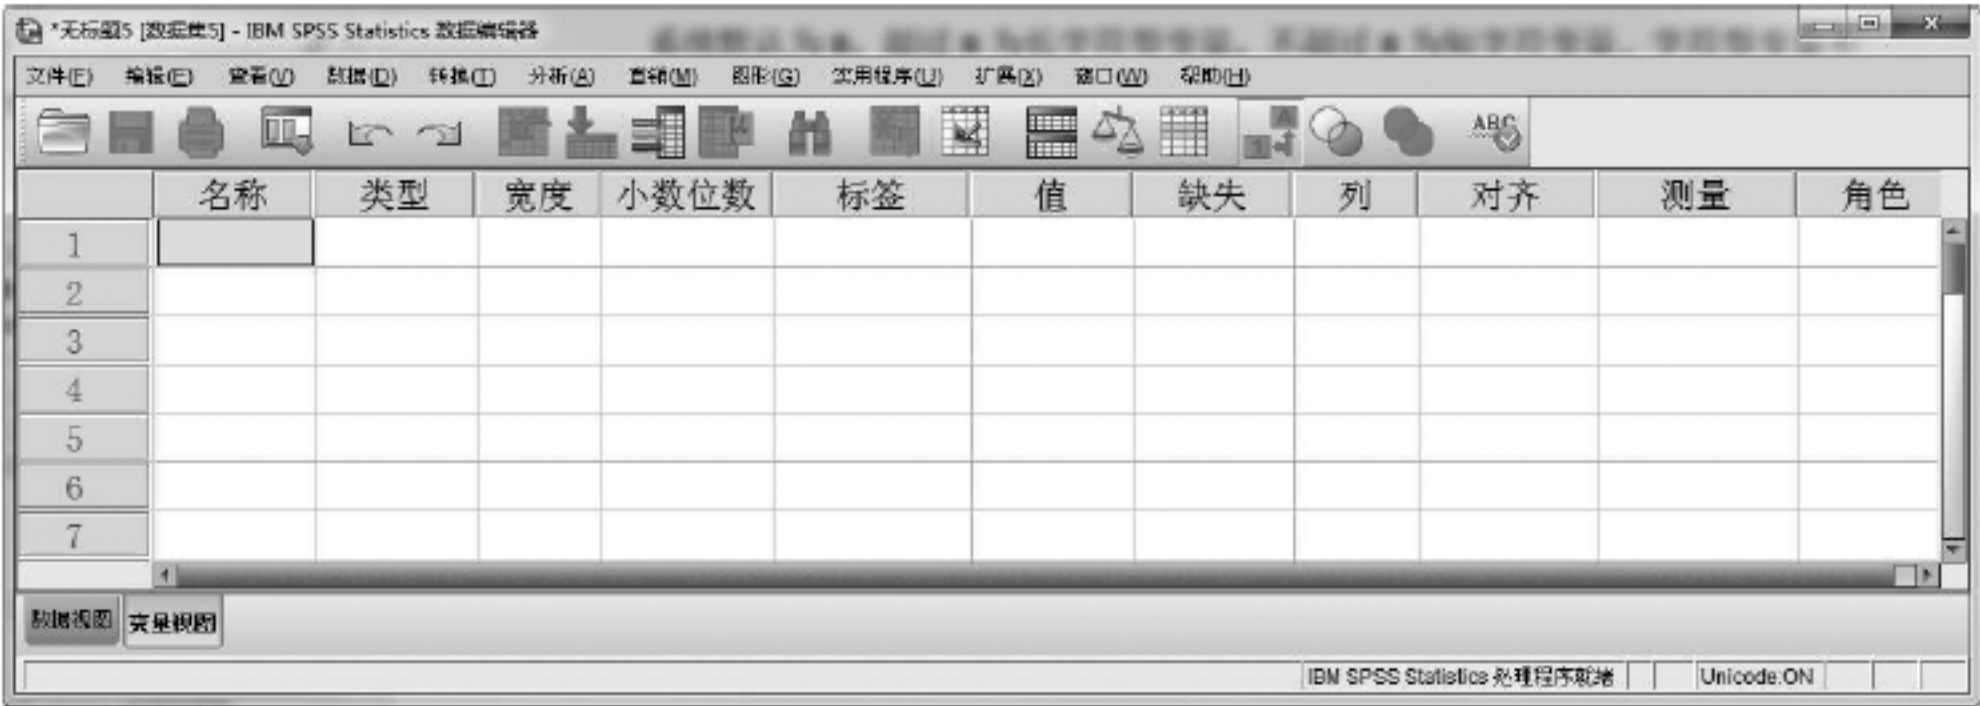 *无标题5 [数据集5] - IBM SPSS Statistics 数据编辑器
文件(F) 编辑(E) 查看(V) 数据(D) 转换(T) 分析(A) 直销(M) 图形(G) 实用程序(U) 扩展(X) 窗口(W) 帮助(H)
A
1
ABC
名称 类型 宽度 小数位数 标签 值 缺失 列 对齐 测量 角色
1
2
3
4
5
6
7
数据视图 变量视图
IBM SPSS Statistics 处理程序就绪 Unicode:ON